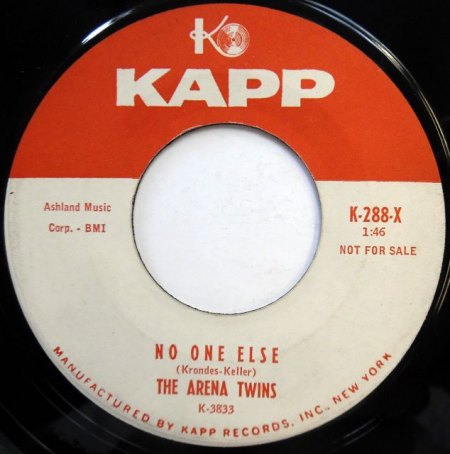 KAPP
Ashland Music
Corp. - BMI
K-288-X
1:46
NOT FOR SALE
NO ONE ELSE
(Krondes-Keller)
THE ARENA TWINS
K-3833
MANUFACTURED BY KAPP RECORDS, INC., NEW YORK